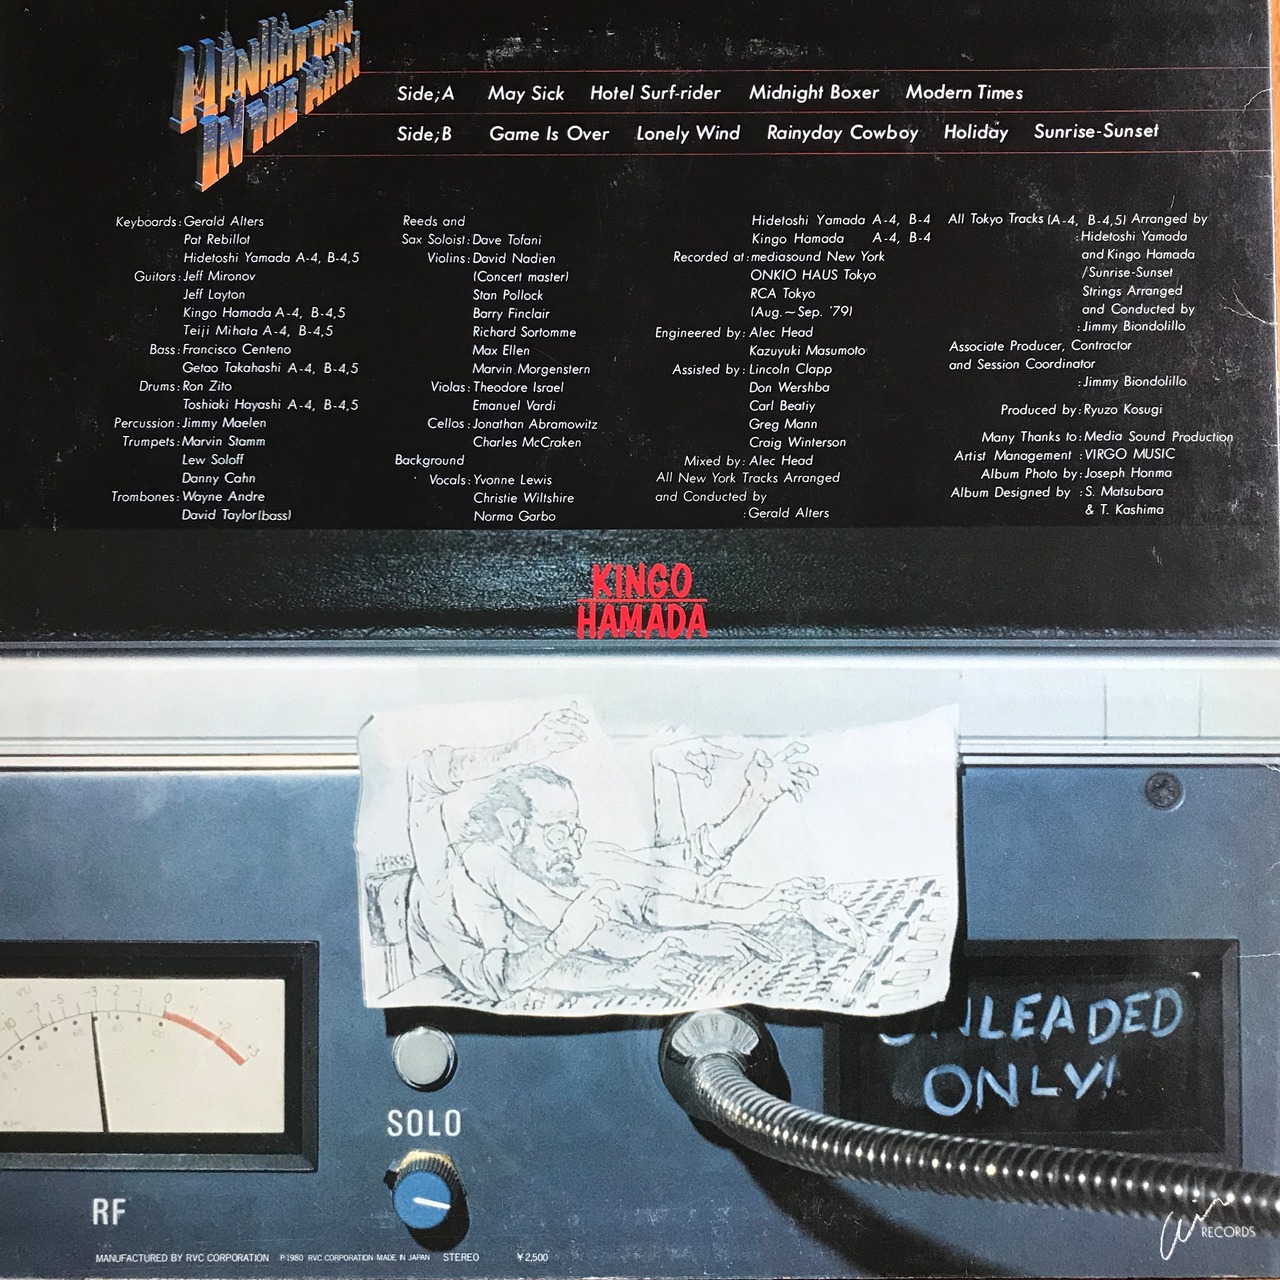 MANHATTAN
IN THE RAIN
Side;A May Sick Hotel Surf-rider Midnight Boxer Modern Times
Side;B Game Is Over Lonely Wind Rainyday Cowboy Holiday Sunrise-Sunset
Keyboards: Gerald Alters
Pat Rebillot
Hidetoshi Yamada A-4, B-4,5
Guitars: Jeff Mironov
Jeff Layton
Kingo Hamada A-4, B-4,5
Teiji Mihata A-4, B-4,5
Bass: Francisco Centeno
Getao Takahashi A-4, B-4,5
Drums: Ron Zito
Toshiaki Hayashi A-4, B-4,5
Percussion: Jimmy Maelen
Trumpets: Marvin Stamm
Lew Soloff
Danny Cahn
Trombones: Wayne Andre
David Taylor(bass)
Reeds and
Sax Soloist: Dave Tofani
Violins: David Nadien
(Concert master)
Stan Pollock
Barry Finclair
Richard Sortomme
Max Ellen
Marvin Morgenstern
Violas: Theodore Israel
Emanuel Vardi
Cellos: Jonathan Abramowitz
Charles McCraken
Background
Vocals: Yvonne Lewis
Christie Wiltshire
Norma Garbo
Hidetoshi Yamada A-4, B-4
Kingo Hamada A-4, B-4
Recorded at: mediasound New York
ONKIO HAUS Tokyo
RCA Tokyo
(Aug.~Sep. '79)
Engineered by: Alec Head
Kazuyuki Masumoto
Assisted by: Lincoln Clapp
Don Wershba
Carl Beatiy
Greg Mann
Craig Winterson
Mixed by: Alec Head
All New York Tracks Arranged
and Conducted by
: Gerald Alters
All Tokyo Tracks (A-4, B-4,5) Arranged by
: Hidetoshi Yamada
and Kingo Hamada
/Sunrise-Sunset
Strings Arranged
and Conducted by
: Jimmy Biondolillo
Associate Producer, Contractor
and Session Coordinator
: Jimmy Biondolillo
Produced by: Ryuzo Kosugi
Many Thanks to: Media Sound Production
Artist Management : VIRGO MUSIC
Album Photo by: Joseph Honma
Album Designed by : S. Matsubara
& T. Kashima
KINGO
HAMADA
UNLEADED
ONLY!
SOLO
RF
MANUFACTURED BY RVC CORPORATION ℗1980 RVC CORPORATION MADE IN JAPAN STEREO ¥2,500
air RECORDS